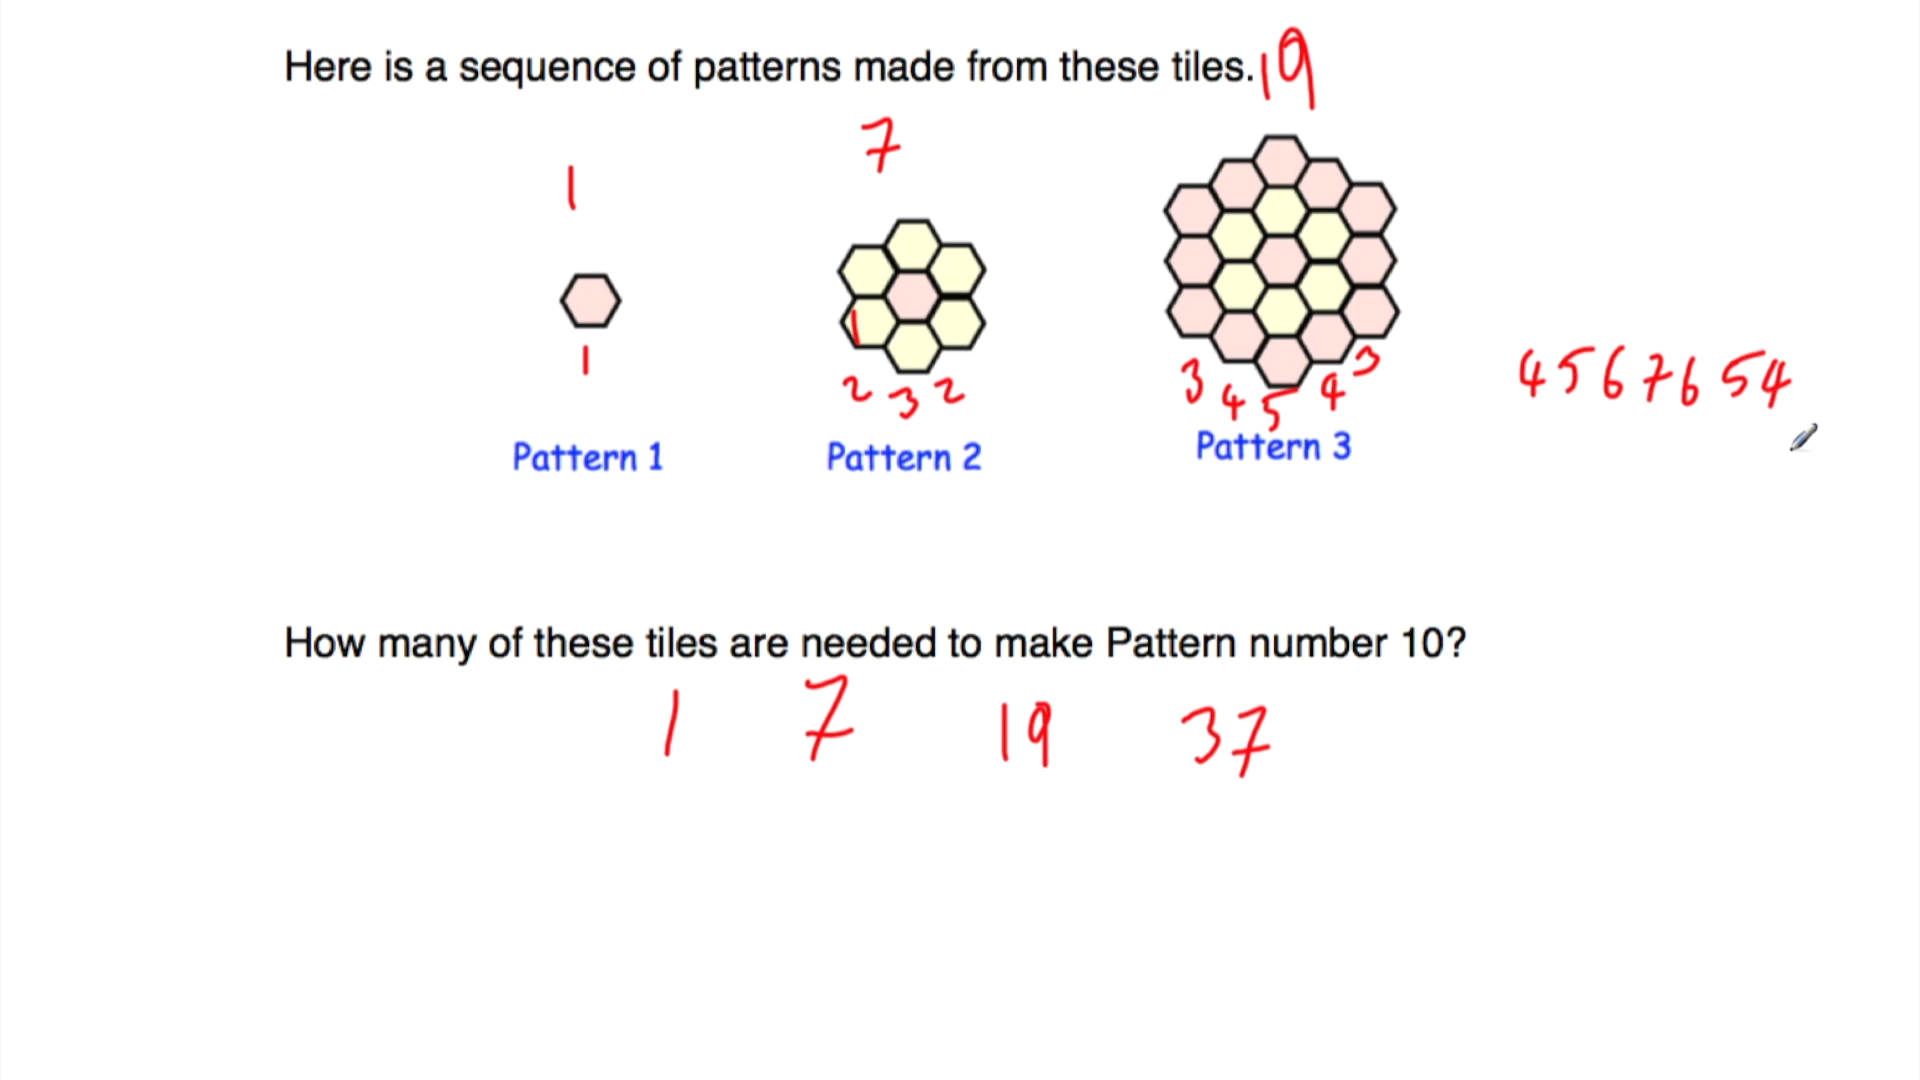 Here is a sequence of patterns made from these tiles. 19
1 7
1
1
2 3 2
3 4 5 4 3
4 5 6 7 6 5 4
Pattern 1 Pattern 2 Pattern 3
How many of these tiles are needed to make Pattern number 10?
1 7 19 37